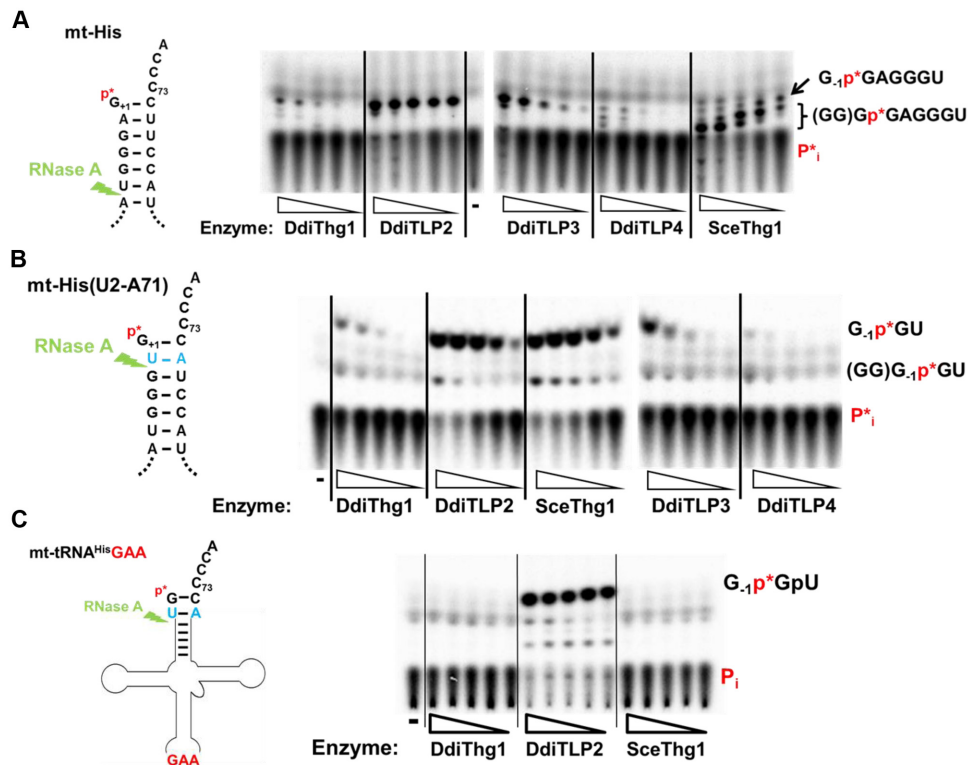 A
mt-His
A
C
C
C
p*
G+1 – C73
A – U
G – U
G – C
G – C
U – A
A – U
RNase A
G-1p*GAGGGU
(GG)Gp*GAGGGU
P*i
-
Enzyme: DdiThg1 DdiTLP2 DdiTLP3 DdiTLP4 SceThg1
B
mt-His(U2-A71)
A
C
C
C
p*
G+1 – C73
U – A
G – U
G – C
G – C
U – A
A – U
RNase A
G-1p*GU
(GG)G-1p*GU
P*i
-
Enzyme: DdiThg1 DdiTLP2 SceThg1 DdiTLP3 DdiTLP4
C
mt-tRNAHisGAA
A
C
C
C
p*
G – C73
U – A
RNase A
GAA
G-1p*GpU
Pi
-
Enzyme: DdiThg1 DdiTLP2 SceThg1